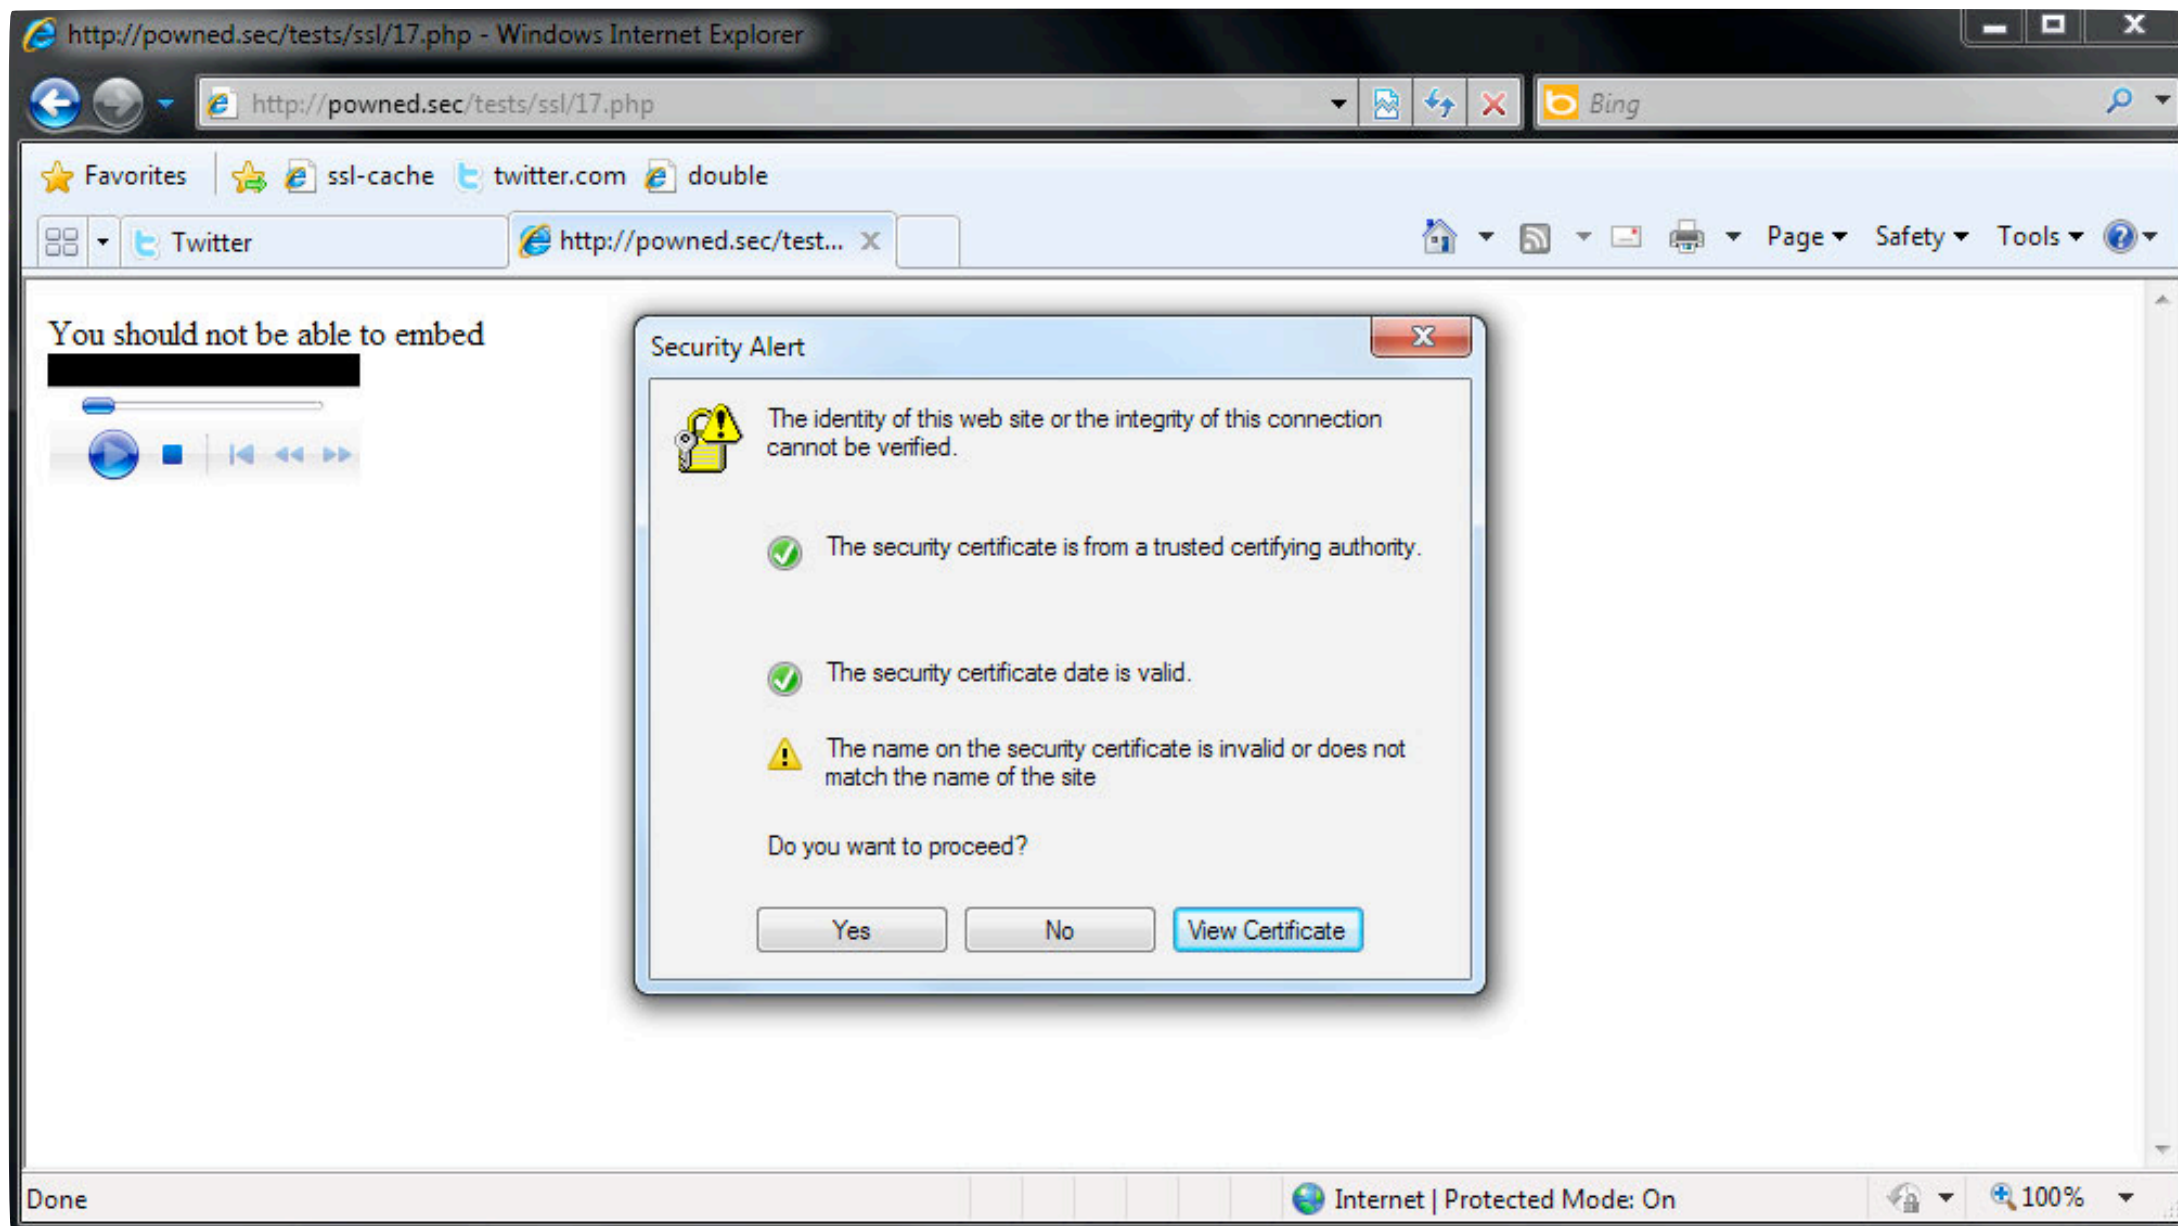 http://powned.sec/tests/ssl/17.php - Windows Internet Explorer
http://powned.sec/tests/ssl/17.php
Bing
Favorites
ssl-cache
twitter.com
double
Twitter
http://powned.sec/test...
Page
Safety
Tools
You should not be able to embed
Security Alert
The identity of this web site or the integrity of this connection
cannot be verified.
The security certificate is from a trusted certifying authority.
The security certificate date is valid.
The name on the security certificate is invalid or does not
match the name of the site
Do you want to proceed?
Yes
No
View Certificate
Done
Internet | Protected Mode: On
100%